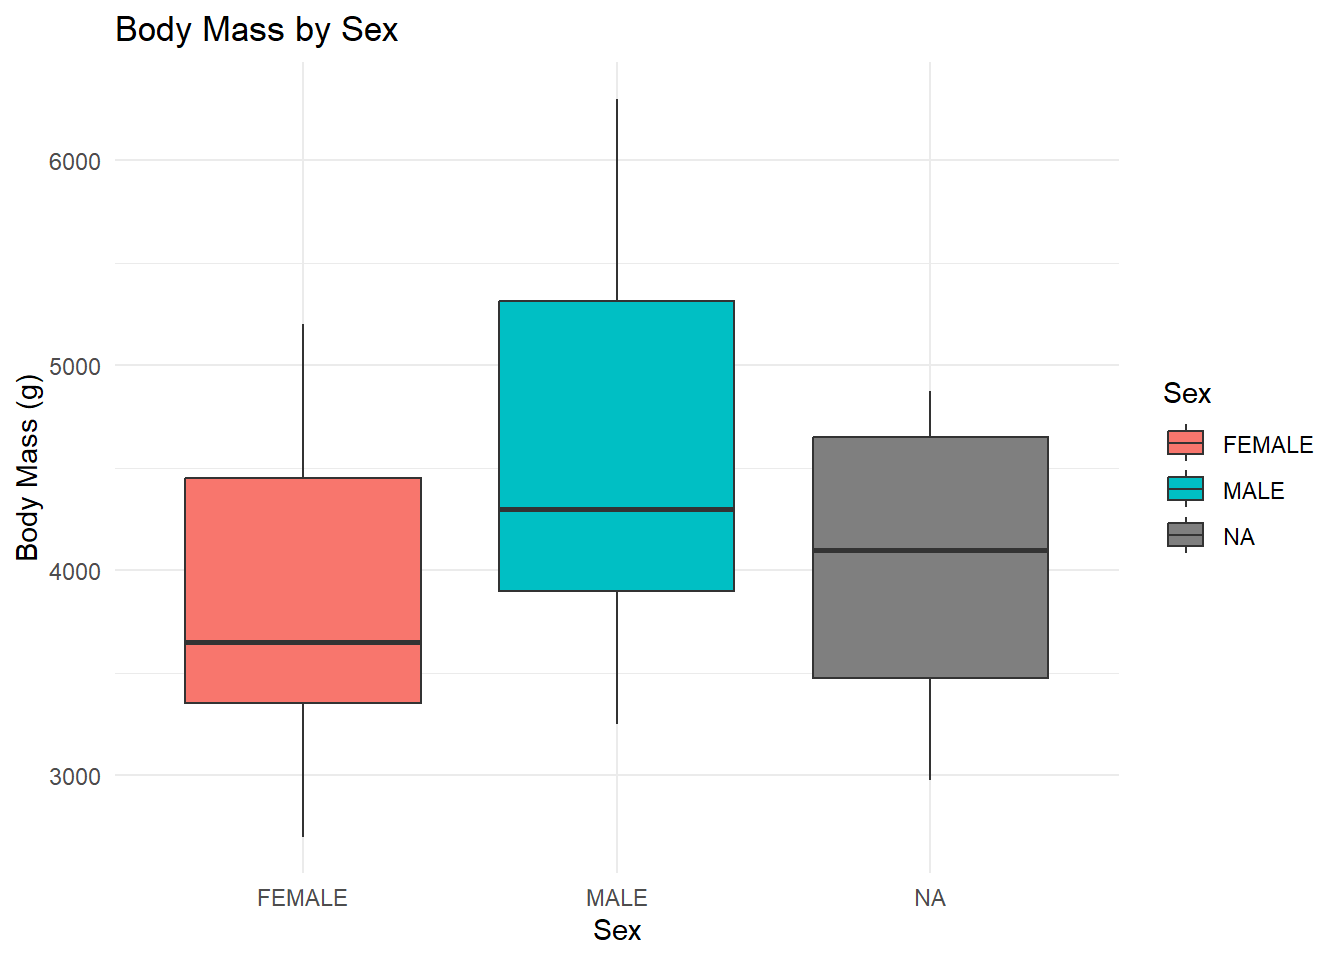 Body Mass by Sex
Body Mass (g)
6000
5000
4000
3000
FEMALE
MALE
NA
Sex
Sex
FEMALE
MALE
NA